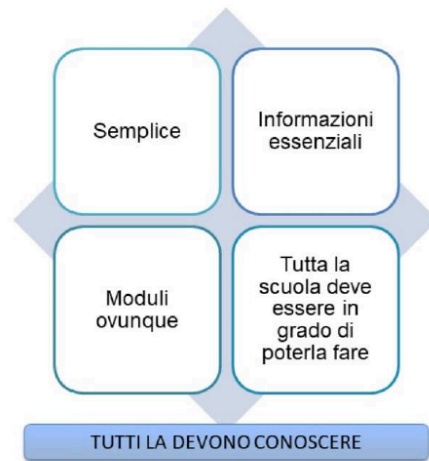 Semplice
Informazioni
essenziali
Moduli
ovunque
Tutta la
scuola deve
essere in
grado di
poterla fare
TUTTI LA DEVONO CONOSCERE